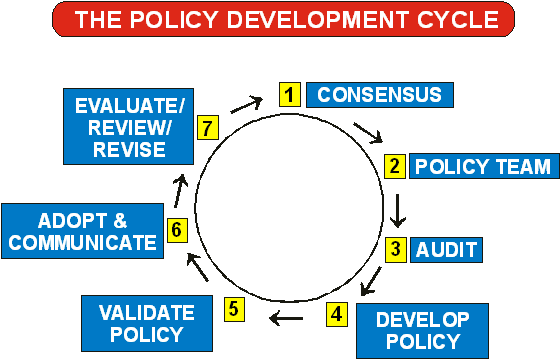 THE POLICY DEVELOPMENT CYCLE
1 CONSENSUS
2 POLICY TEAM
3 AUDIT
4 DEVELOP
POLICY
5 VALIDATE
POLICY
6 ADOPT &
COMMUNICATE
7 EVALUATE/
REVIEW/
REVISE